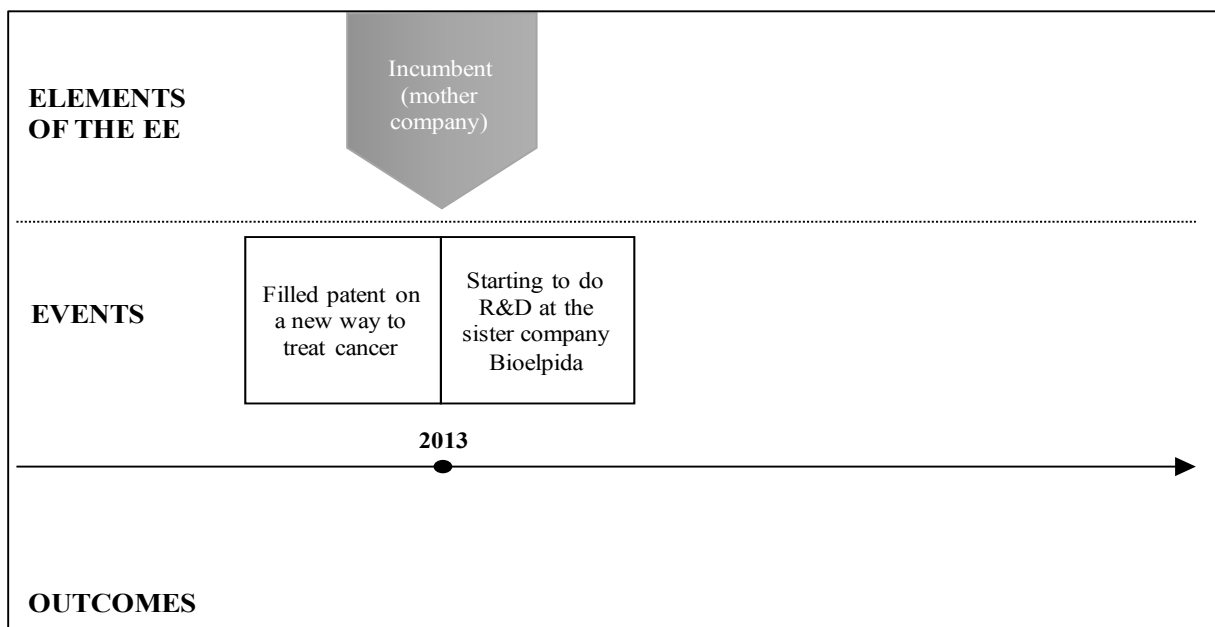 Incumbent
(mother
company)
ELEMENTS
OF THE EE
EVENTS
Filled patent on
a new way to
treat cancer
Starting to do
R&D at the
sister company
Bioelpida
2013
OUTCOMES